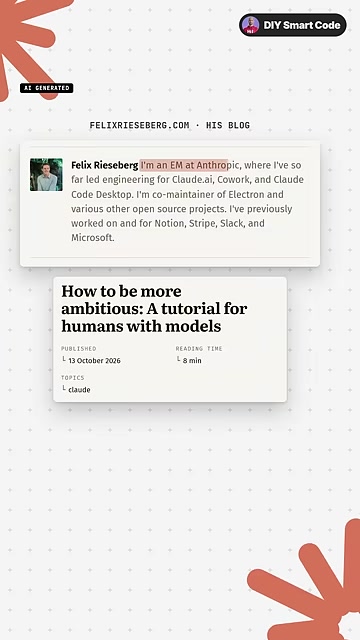 DIY Smart Code
AI GENERATED
FELIXRIESEBERG.COM · HIS BLOG
Felix Rieseberg I'm an EM at Anthropic, where I've so
far led engineering for Claude.ai, Cowork, and Claude
Code Desktop. I'm co-maintainer of Electron and
various other open source projects. I've previously
worked on and for Notion, Stripe, Slack, and
Microsoft.
How to be more
ambitious: A tutorial for
humans with models
PUBLISHED
└ 13 October 2026
READING TIME
└ 8 min
TOPICS
└ claude